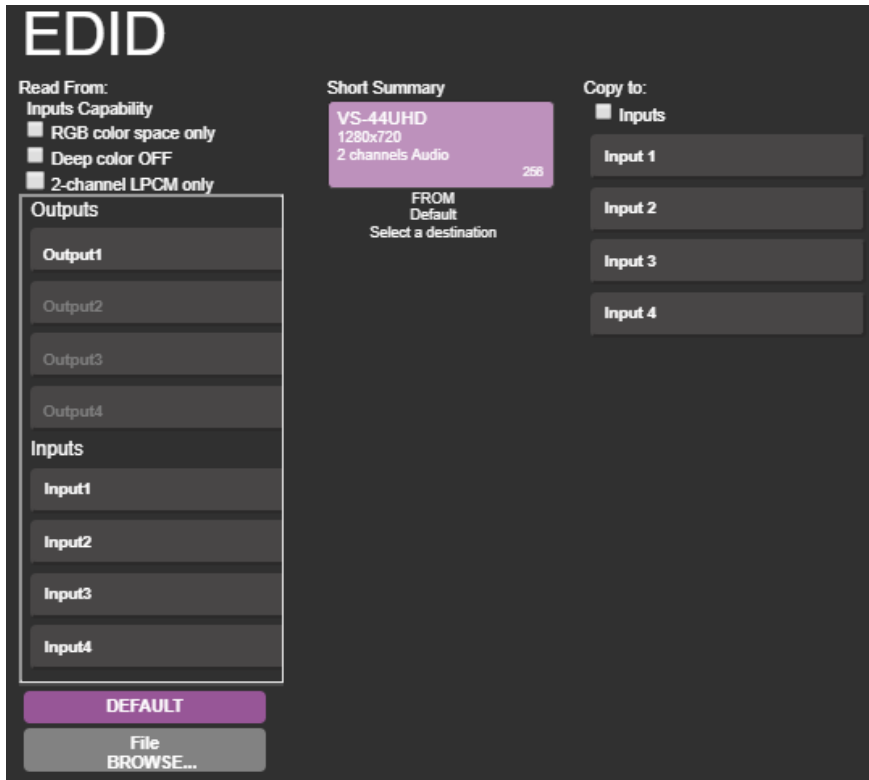 EDID
Read From:
Inputs Capability
RGB color space only
Deep color OFF
2-channel LPCM only
Outputs
Output1
Output2
Output3
Output4
Inputs
Input1
Input2
Input3
Input4
DEFAULT
File
BROWSE...
Short Summary
VS-44UHD
1280x720
2 channels Audio
256
FROM
Default
Select a destination
Copy to:
Inputs
Input 1
Input 2
Input 3
Input 4